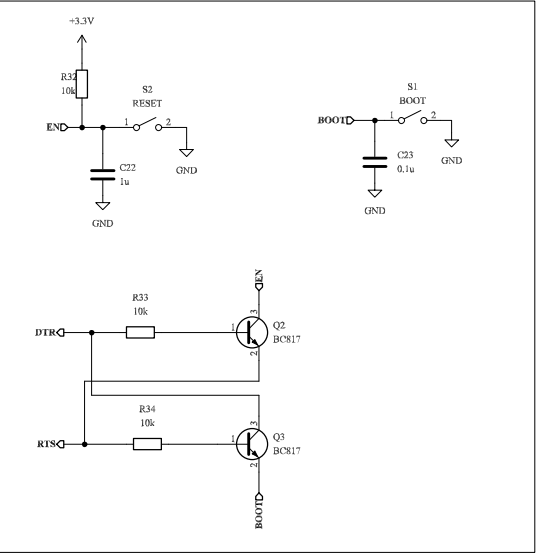 +3.3V
R32
10k
S2
RESET
EN
1
2
C22
1u
GND
GND
S1
BOOT
BOOT
1
2
C23
0.1u
GND
GND
EN
R33
10k
3
DTR
1
Q2
BC817
2
R34
10k
3
RTS
1
Q3
BC817
2
BOOT